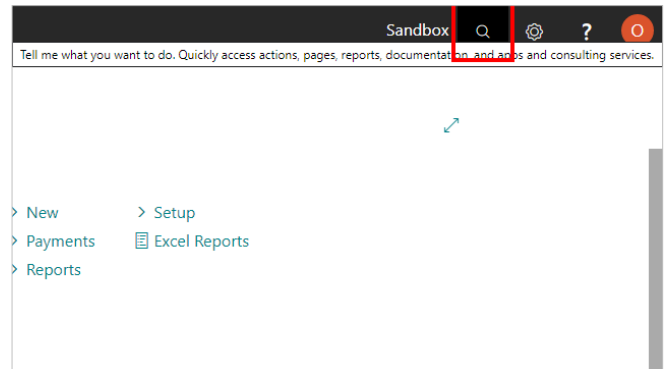 Sandbox ? O
Tell me what you want to do. Quickly access actions, pages, reports, documentation, and apps and consulting services.
New Setup
Payments Excel Reports
Reports